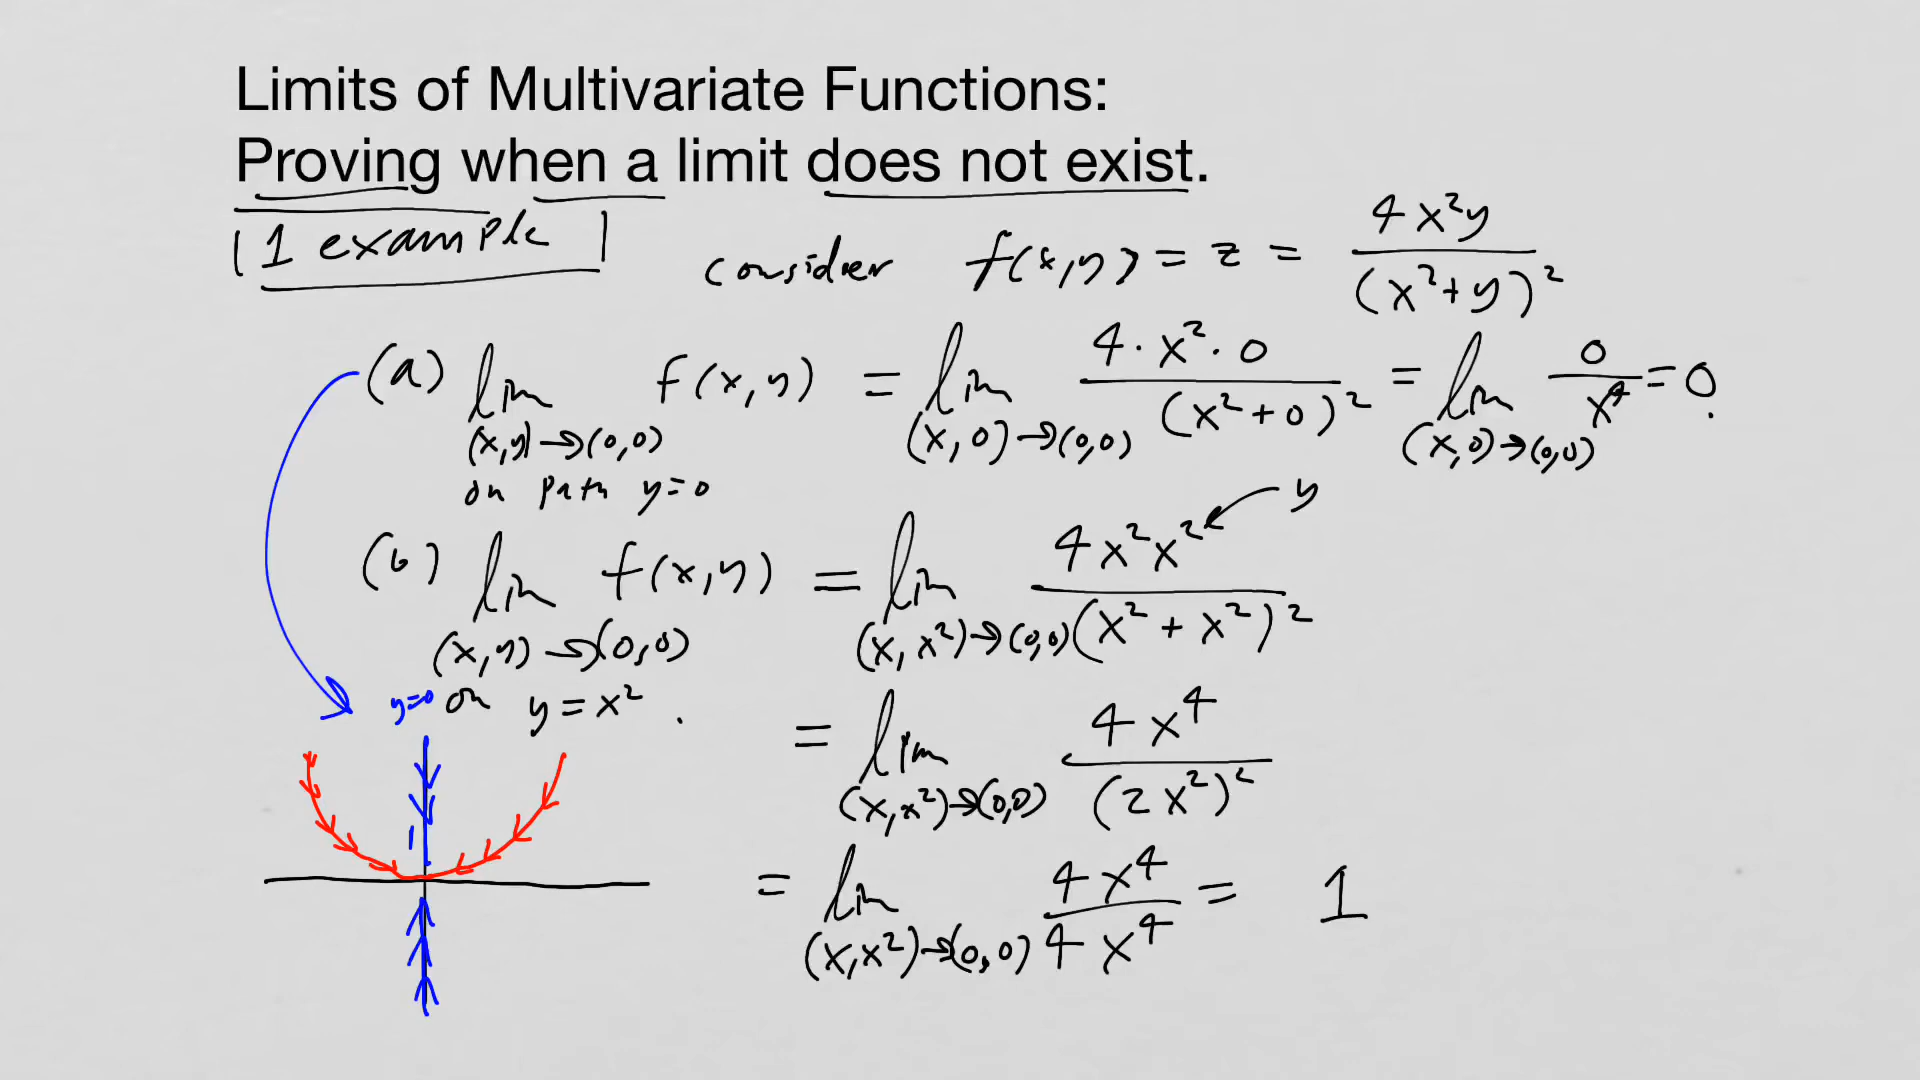 Limits of Multivariate Functions:
Proving when a limit does not exist.
1 example
consider f(x,y) = z = 4x²y / (x²+y)²
(a) lim (x,y)→(0,0) on path y=0 f(x,y) = lim (x,0)→(0,0) 4·x²·0 / (x²+0)² = lim (x,0)→(0,0) 0 / x⁴ = 0.
(b) lim (x,y)→(0,0) on y=x². f(x,y) = lim (x,x²)→(0,0) 4x²x² / (x²+x²)²
y
= lim (x,x²)→(0,0) 4x⁴ / (2x²)²
= lim (x,x²)→(0,0) 4x⁴ / 4x⁴ = 1
y=0